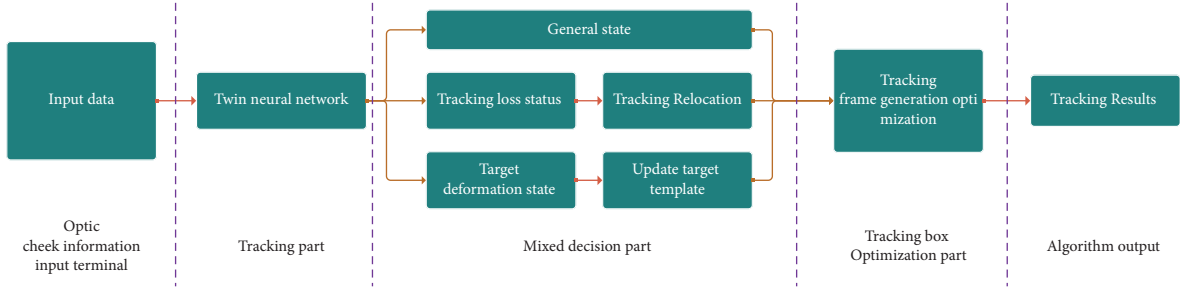 Input data
Twin neural network
General state
Tracking loss status
Tracking Relocation
Target
deformation state
Update target
template
Tracking
frame generation opti
mization
Tracking Results
Optic
cheek information
input terminal
Tracking part
Mixed decision part
Tracking box
Optimization part
Algorithm output